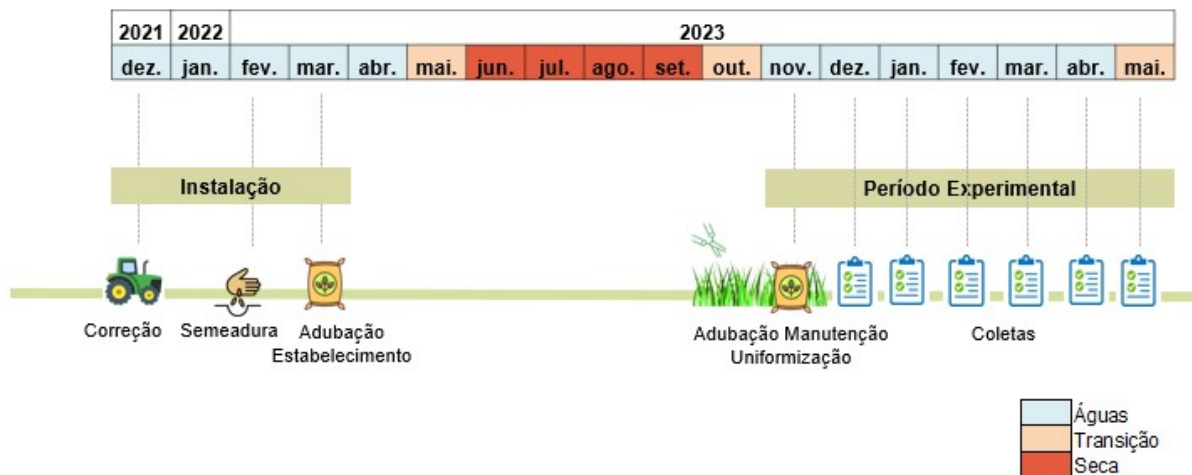 2021 2022 2023
dez. jan. fev. mar. abr. mai. jun. jul. ago. set. out. nov. dez. jan. fev. mar. abr. mai.
Instalação
Período Experimental
Correção
Semeadura
Adubação
Estabelecimento
Adubação Manutenção
Uniformização
Coletas
Águas
Transição
Seca